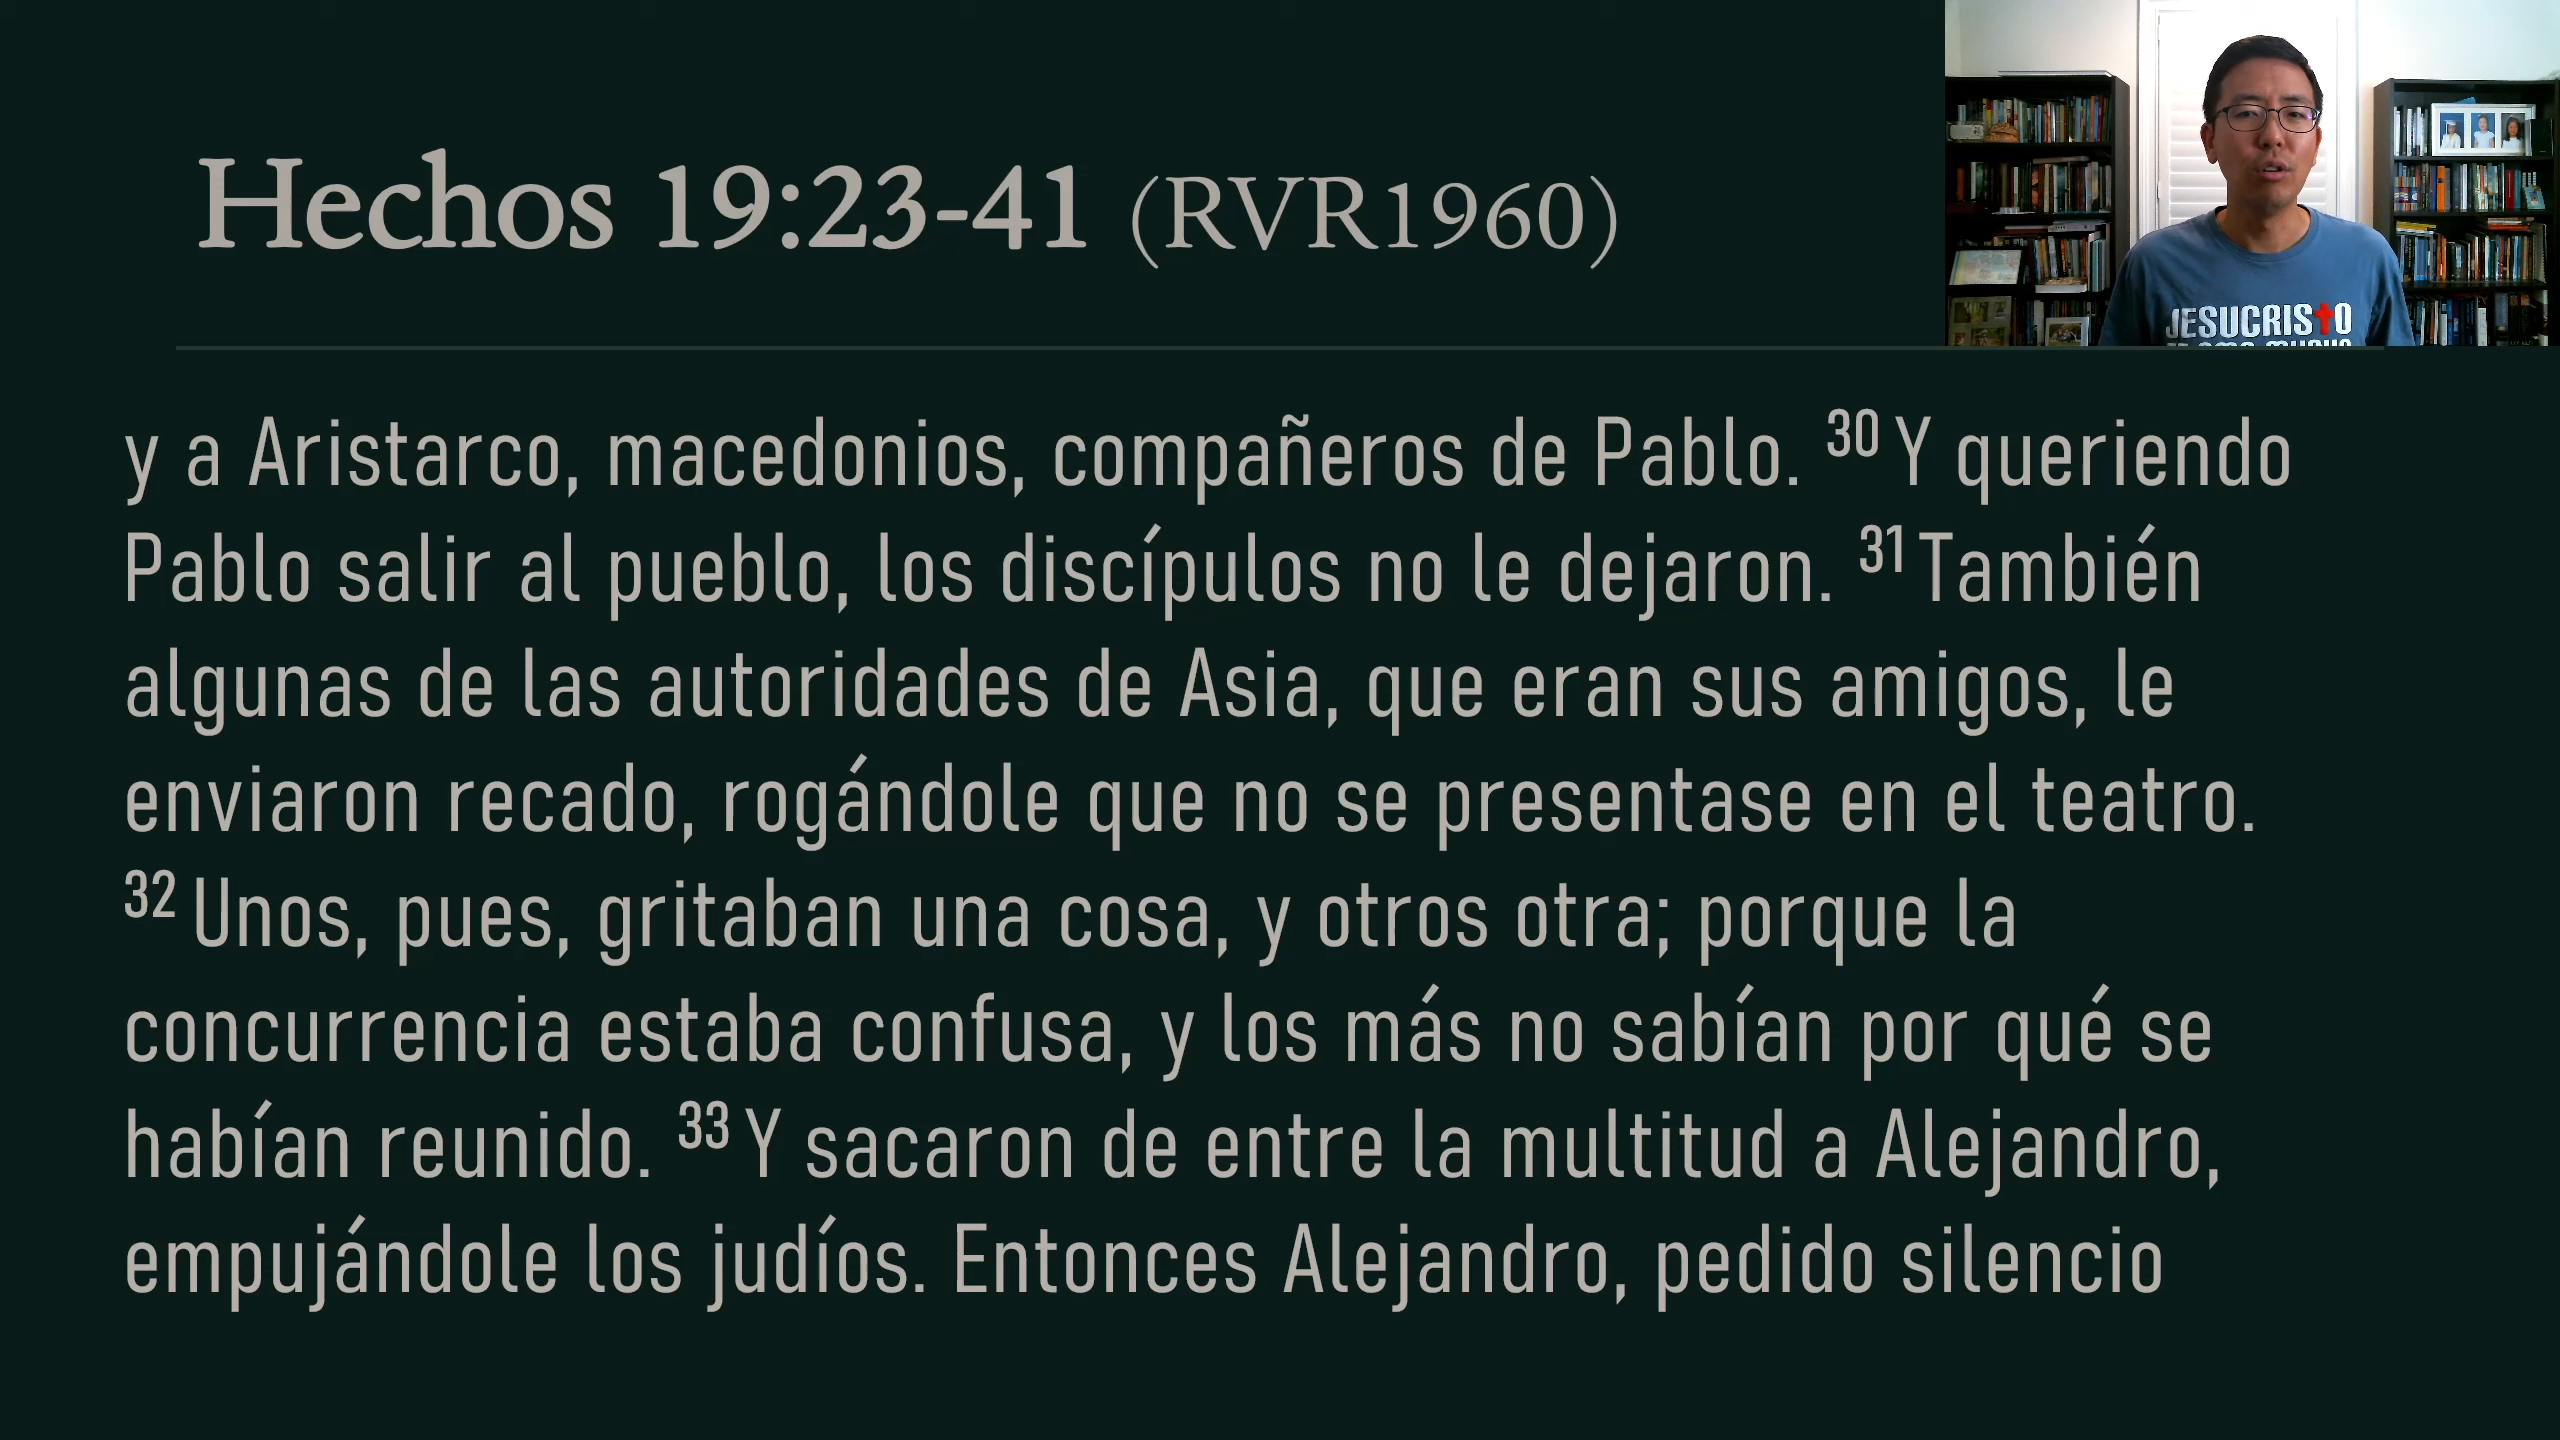 Hechos 19:23-41 (RVR1960)
JESUCRISTO
y a Aristarco, macedonios, compañeros de Pablo. 30 Y queriendo
Pablo salir al pueblo, los discípulos no le dejaron. 31 También
algunas de las autoridades de Asia, que eran sus amigos, le
enviaron recado, rogándole que no se presentase en el teatro.
32 Unos, pues, gritaban una cosa, y otros otra; porque la
concurrencia estaba confusa, y los más no sabían por qué se
habían reunido. 33 Y sacaron de entre la multitud a Alejandro,
empujándole los judíos. Entonces Alejandro, pedido silencio